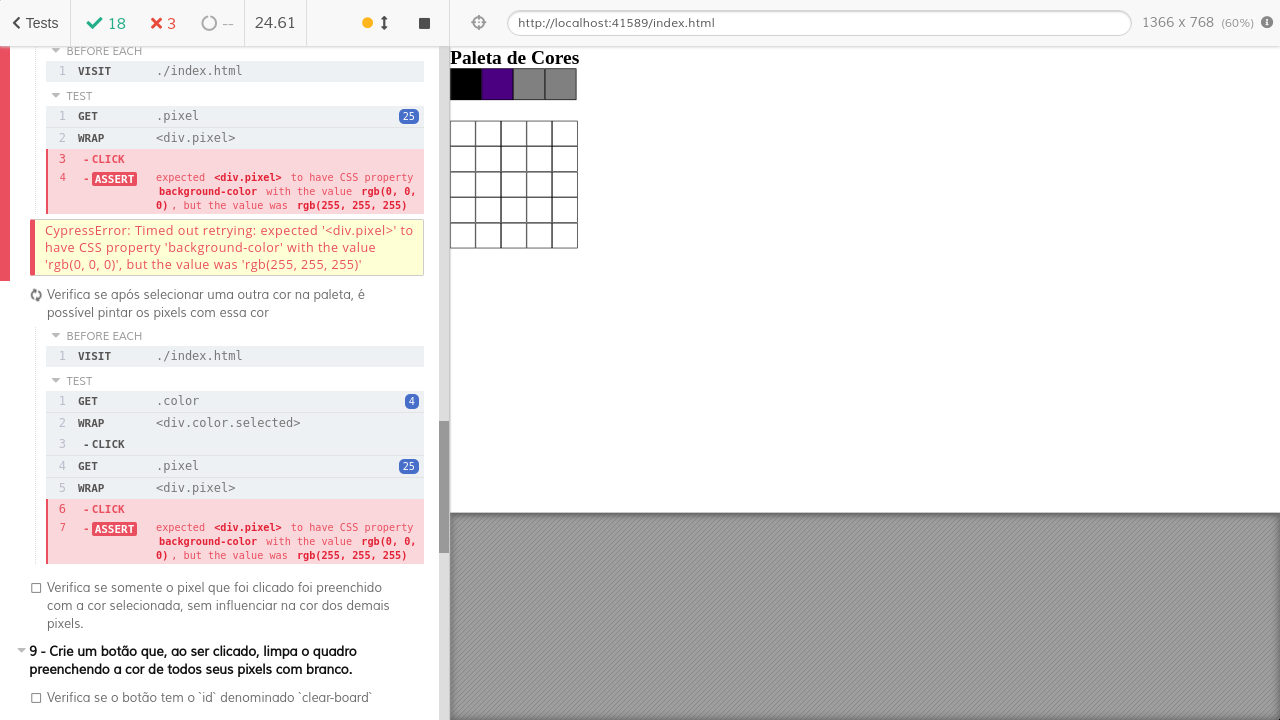 Tests 18 3 -- 24.61 http://localhost:41589/index.html 1366 x 768 (60%)
BEFORE EACH
1 VISIT ./index.html
TEST
1 GET .pixel 25
2 WRAP <div.pixel>
3 - CLICK
4 - ASSERT expected <div.pixel> to have CSS property
background-color with the value rgb(0, 0,
0), but the value was rgb(255, 255, 255)
CypressError: Timed out retrying: expected '<div.pixel>' to
have CSS property 'background-color' with the value
'rgb(0, 0, 0)', but the value was 'rgb(255, 255, 255)'
Verifica se após selecionar uma outra cor na paleta, é
possível pintar os pixels com essa cor
BEFORE EACH
1 VISIT ./index.html
TEST
1 GET .color 4
2 WRAP <div.color.selected>
3 - CLICK
4 GET .pixel 25
5 WRAP <div.pixel>
6 - CLICK
7 - ASSERT expected <div.pixel> to have CSS property
background-color with the value rgb(0, 0,
0), but the value was rgb(255, 255, 255)
Verifica se somente o pixel que foi clicado foi preenchido
com a cor selecionada, sem influenciar na cor dos demais
pixels.
9 - Crie um botão que, ao ser clicado, limpa o quadro
preenchendo a cor de todos seus pixels com branco.
Verifica se o botão tem o `id` denominado `clear-board`
Paleta de Cores